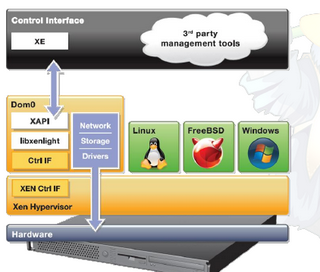 Control Interface
XE
3rd party
management tools
Dom0
XAPI
libxenlight
Ctrl IF
Network
Storage
Drivers
Linux
FreeBSD
Windows
XEN Ctrl IF
Xen Hypervisor
Hardware